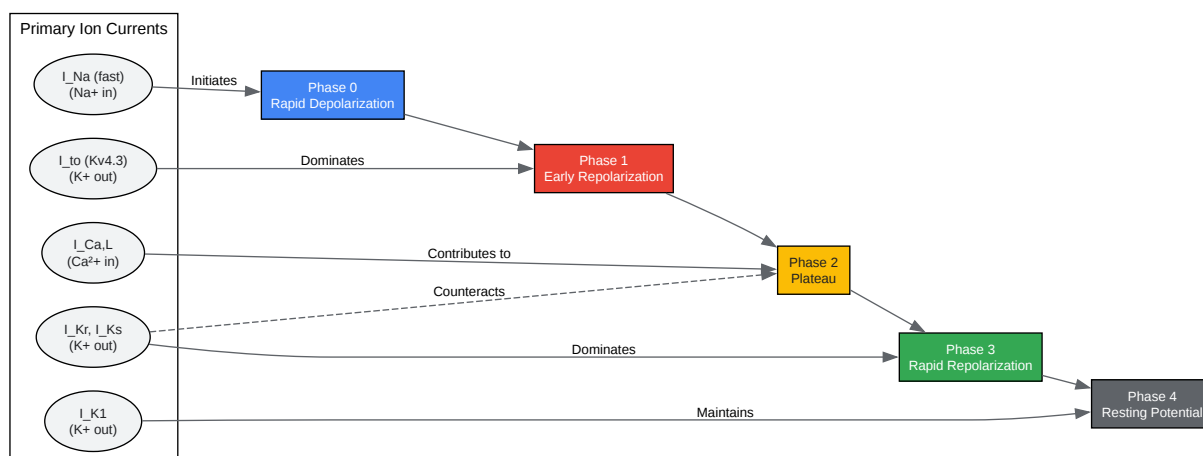 Primary Ion Currents
I_Na (fast)
(Na+ in)
Initiates
Phase 0
Rapid Depolarization
I_to (Kv4.3)
(K+ out)
Dominates
Phase 1
Early Repolarization
I_Ca,L
(Ca²+ in)
Contributes to
Phase 2
Plateau
Counteracts
I_Kr, I_Ks
(K+ out)
Dominates
Phase 3
Rapid Repolarization
I_K1
(K+ out)
Maintains
Phase 4
Resting Potential